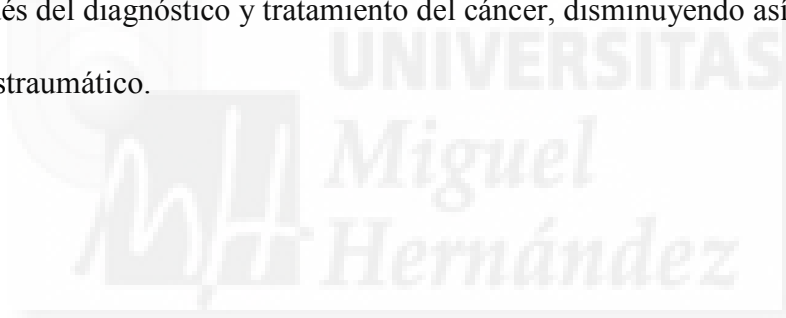 és del diagnóstico y tratamiento del cáncer, disminuyendo así
straumático.
UNIVERSITAS
Miguel
Hernández